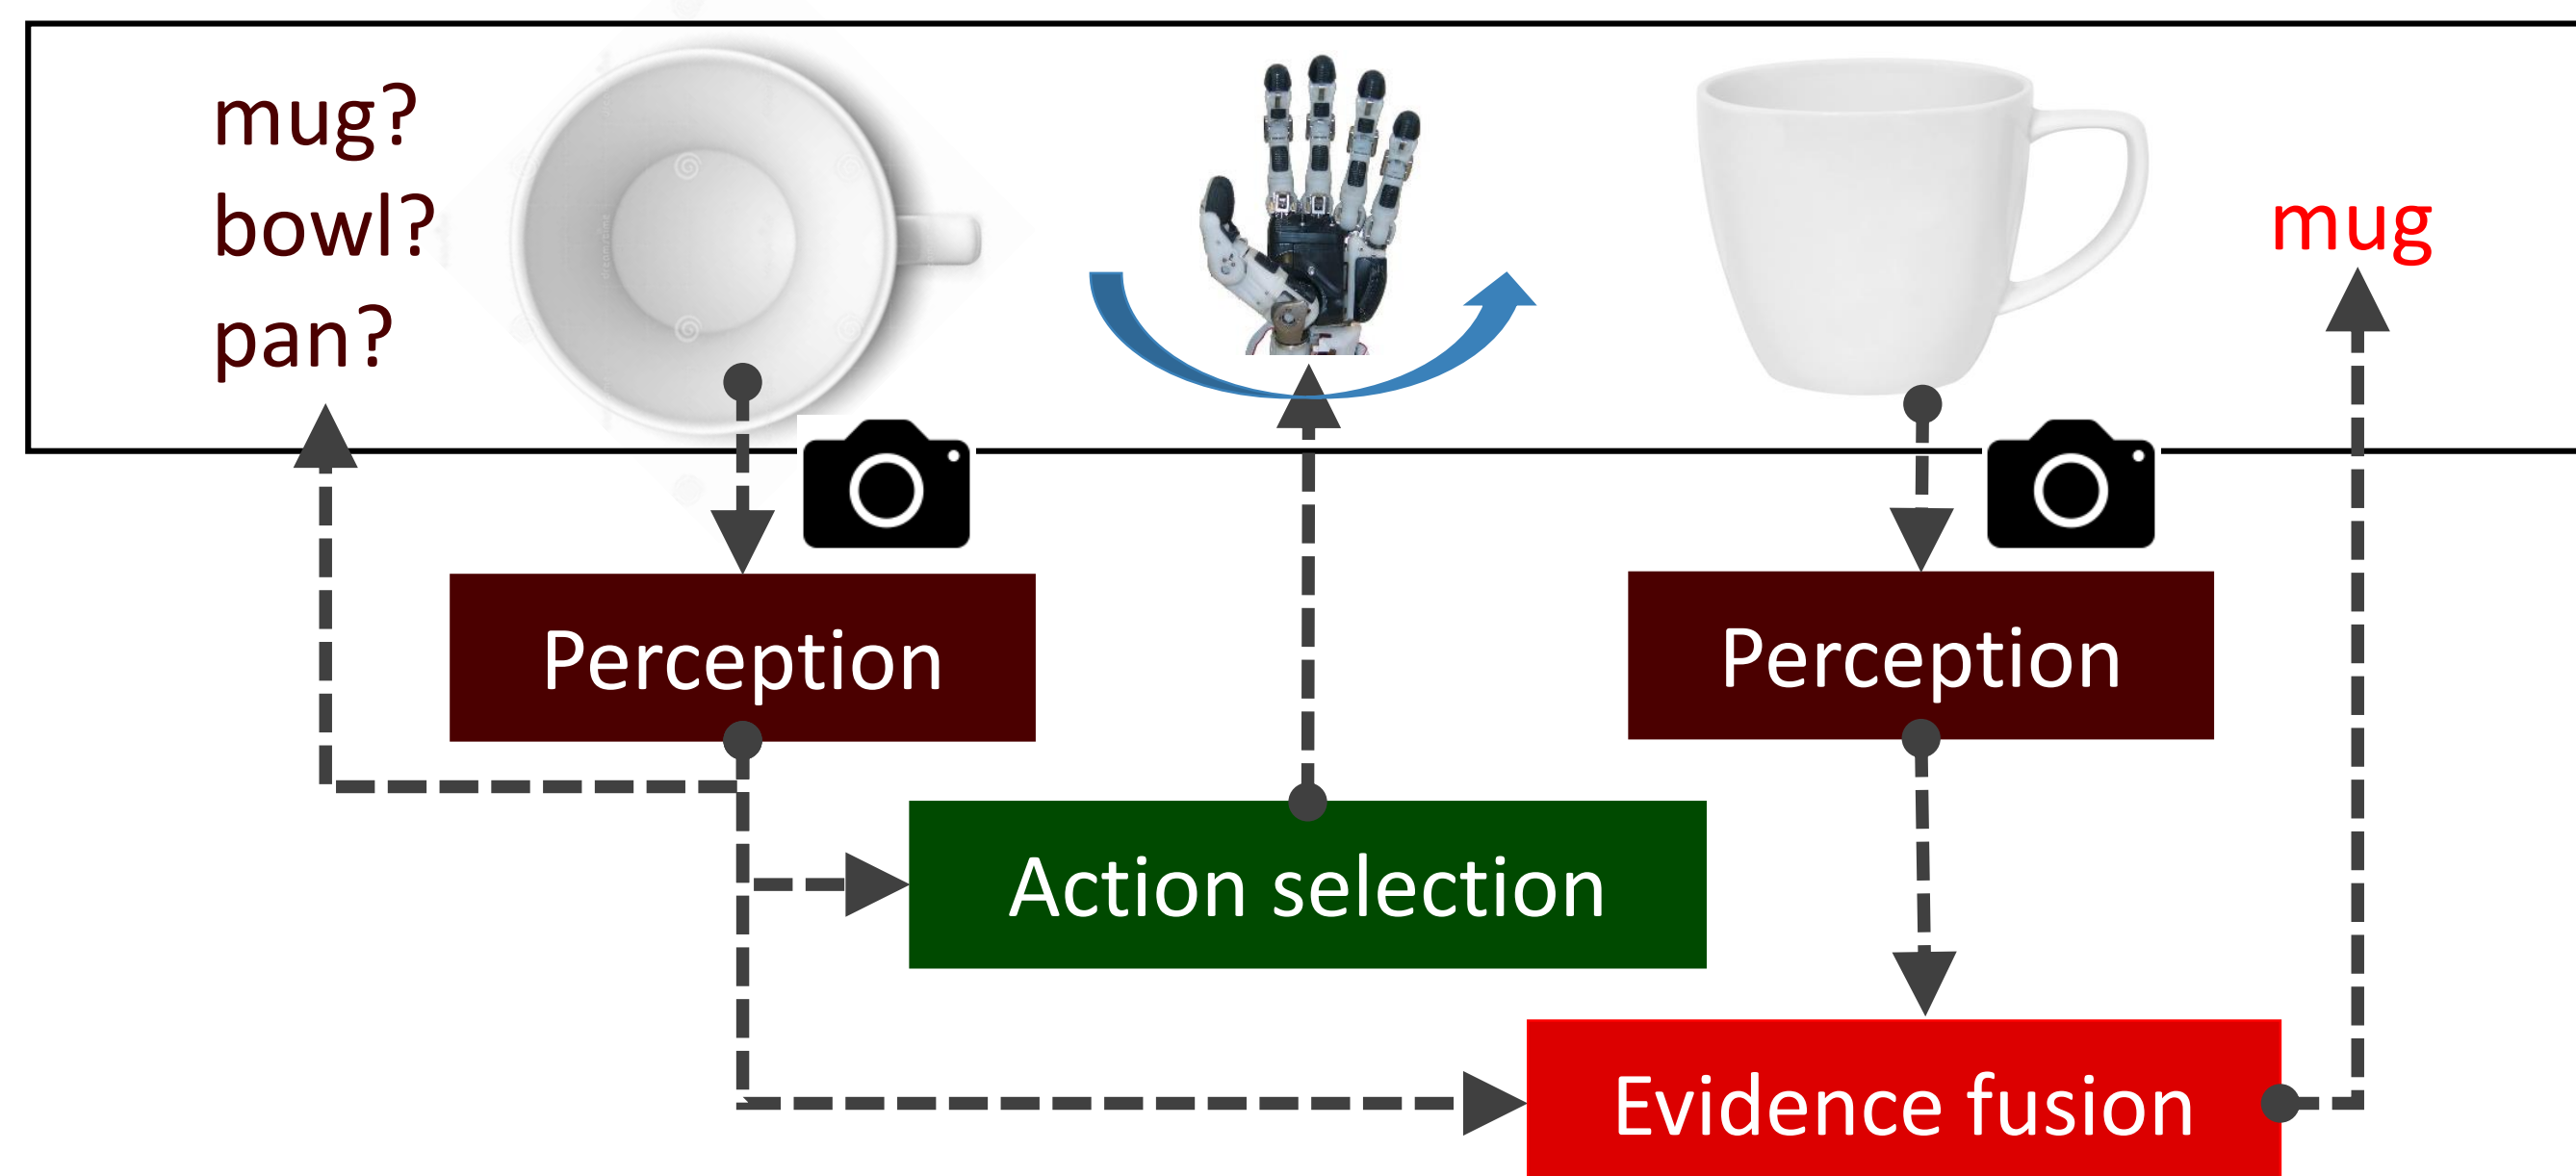 mug?
bowl?
pan?
mug
Perception
Perception
Action selection
Evidence fusion